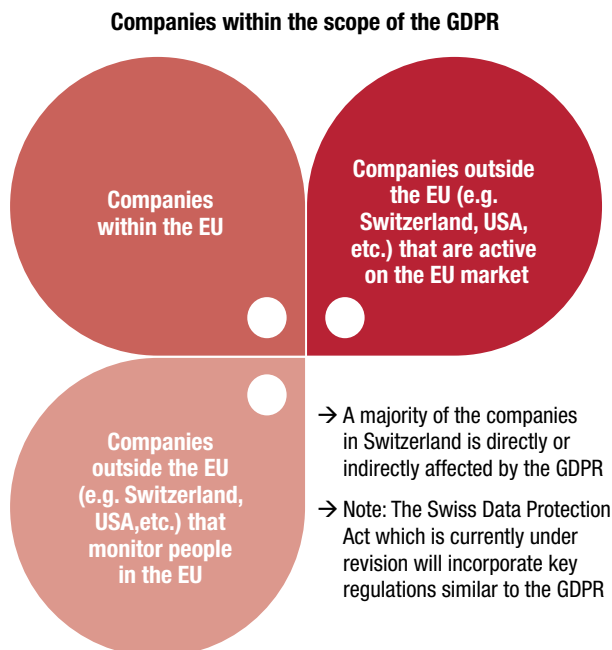 Companies within the scope of the GDPR
Companies
within the EU
Companies outside
the EU (e.g.
Switzerland, USA,
etc.) that are active
on the EU market
Companies
outside the EU
(e.g. Switzerland,
USA,etc.) that
monitor people
in the EU
→ A majority of the companies
in Switzerland is directly or
indirectly affected by the GDPR
→ Note: The Swiss Data Protection
Act which is currently under
revision will incorporate key
regulations similar to the GDPR